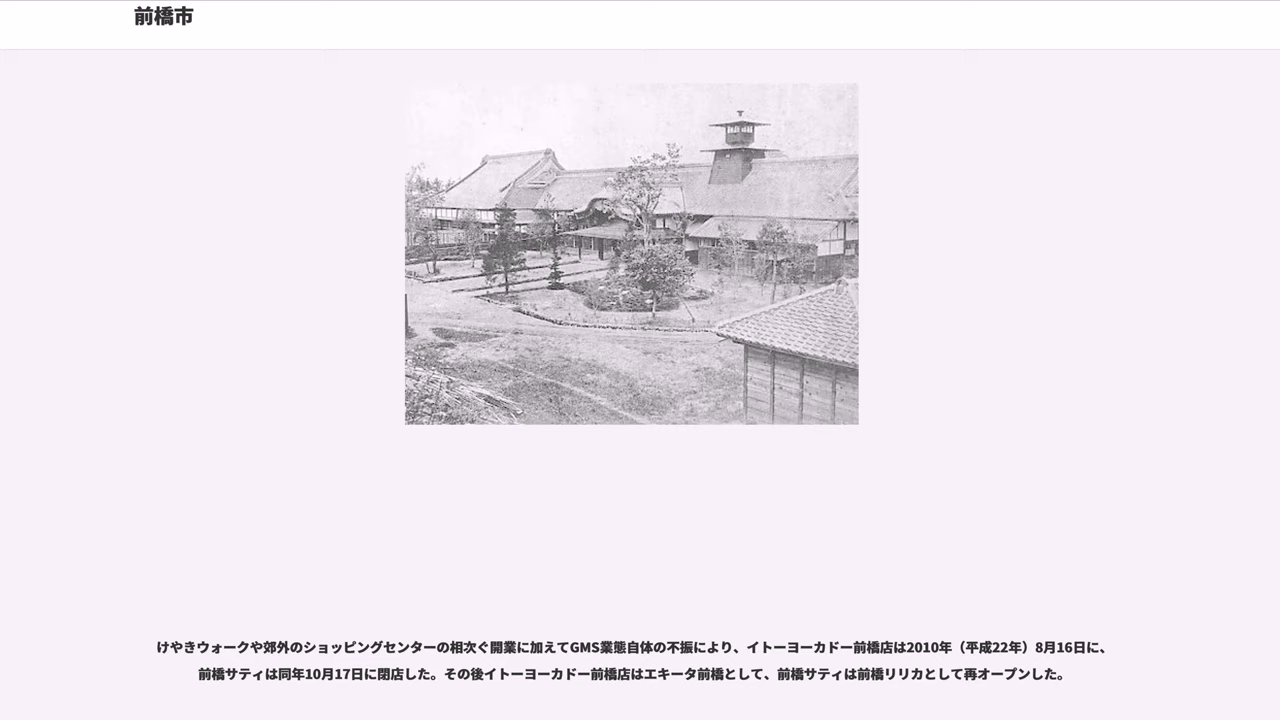 前橋市
けやきウォークや郊外のショッピングセンターの相次ぐ開業に加えてGMS業態自体の不振により、イトーヨーカドー前橋店は2010年（平成22年）8月16日に、
前橋サティは同年10月17日に閉店した。その後イトーヨーカドー前橋店はエキータ前橋として、前橋サティは前橋リリカとして再オープンした。